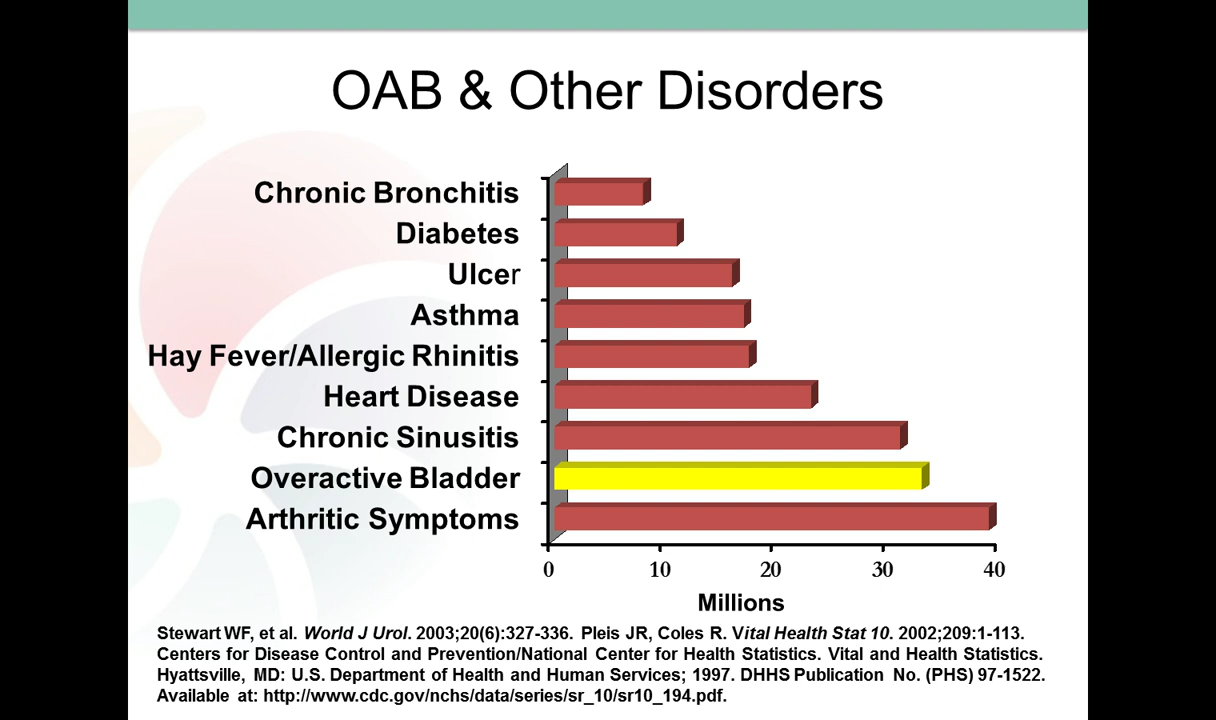 OAB & Other Disorders
Chronic Bronchitis
Diabetes
Ulcer
Asthma
Hay Fever/Allergic Rhinitis
Heart Disease
Chronic Sinusitis
Overactive Bladder
Arthritic Symptoms
0 10 20 30 40
Millions
Stewart WF, et al. World J Urol. 2003;20(6):327-336. Pleis JR, Coles R. Vital Health Stat 10. 2002;209:1-113.
Centers for Disease Control and Prevention/National Center for Health Statistics. Vital and Health Statistics.
Hyattsville, MD: U.S. Department of Health and Human Services; 1997. DHHS Publication No. (PHS) 97-1522.
Available at: http://www.cdc.gov/nchs/data/series/sr_10/sr10_194.pdf.